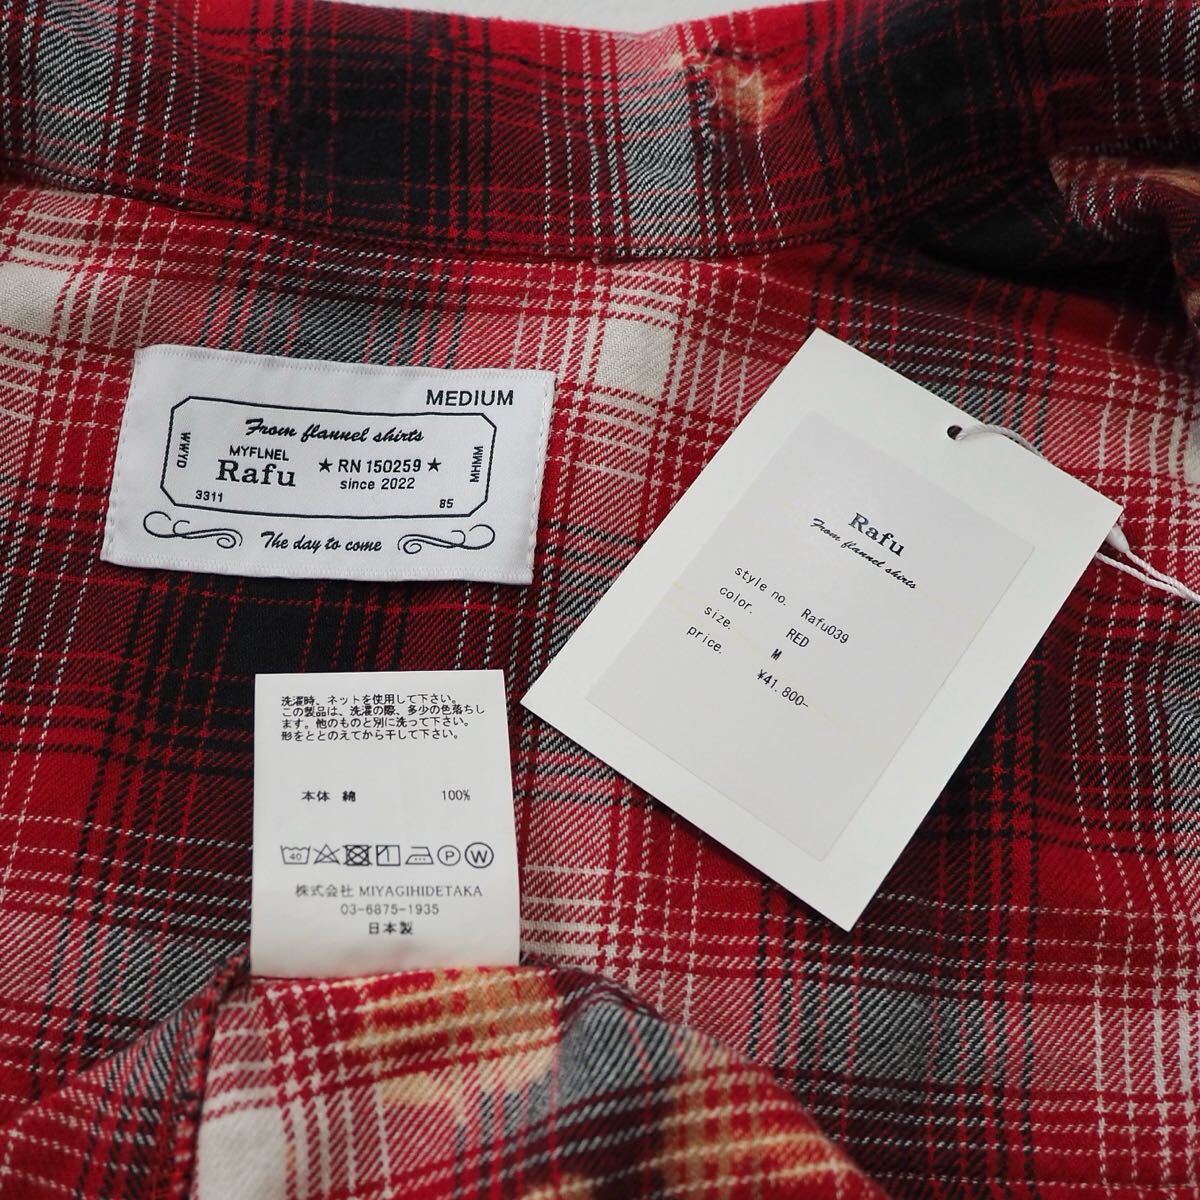 MEDIUM
From flannel shirts
WWYD
MYFLNEL
Rafu
★ RN 150259 ★
since 2022
MHMM
3311
85
The day to come
Rafu
From flannel shirts
style no. Rafu039
color. RED
size. M
price. ¥41.800-
洗濯時、ネットを使用して下さい。
この製品は、洗濯の際、多少の色落ちし
ます。他のものと別に洗って下さい。
形をととのえてから干して下さい。
本体 綿 100%
40 P W
株式会社 MIYAGIHIDETAKA
03-6875-1935
日本製